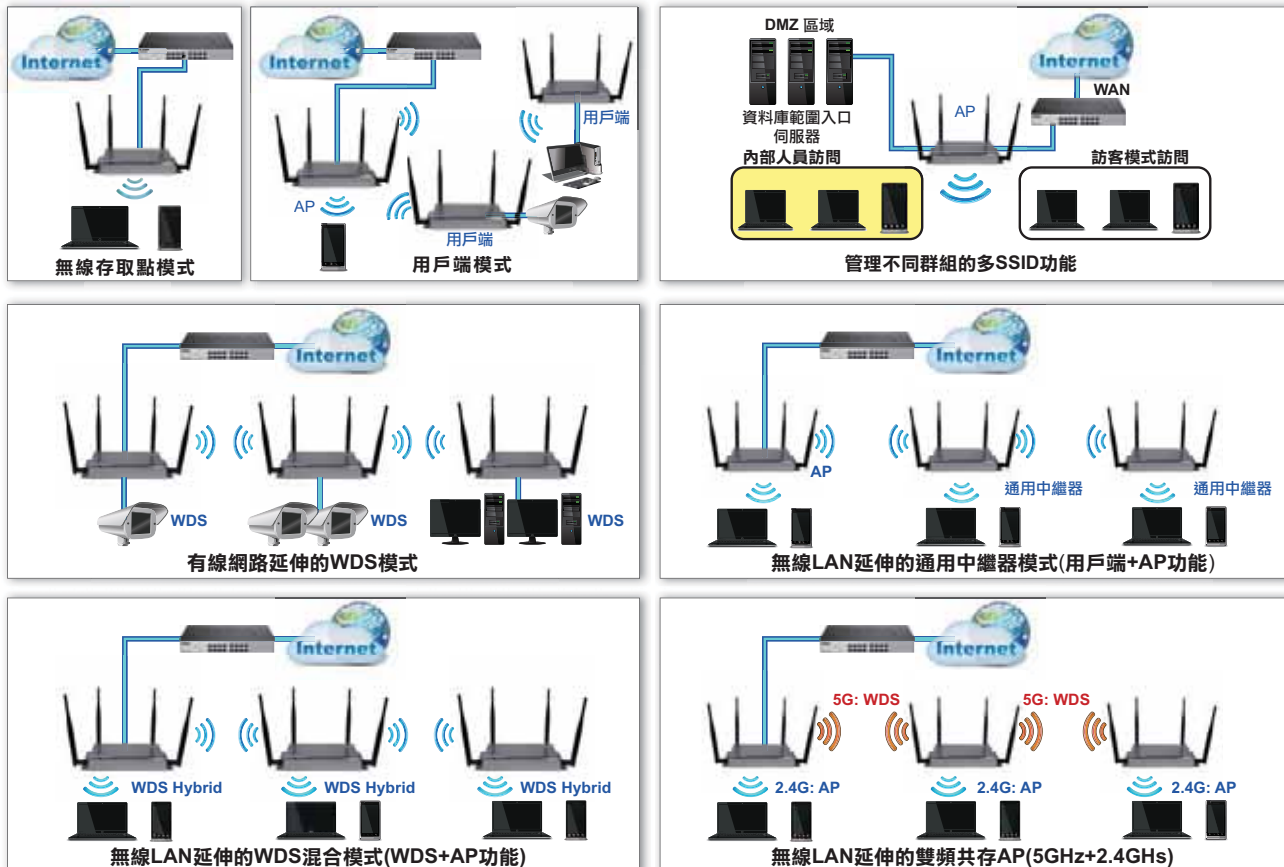 Internet
無線存取點模式
Internet
用戶端
AP
用戶端
用戶端模式
DMZ 區域
Internet
WAN
AP
資料庫範圍入口
伺服器
內部人員訪問
訪客模式訪問
管理不同群組的多SSID功能
Internet
WDS
WDS
WDS
有線網路延伸的WDS模式
Internet
AP
通用中繼器
通用中繼器
無線LAN延伸的通用中繼器模式(用戶端+AP功能)
Internet
WDS Hybrid
WDS Hybrid
WDS Hybrid
無線LAN延伸的WDS混合模式(WDS+AP功能)
Internet
5G: WDS
5G: WDS
2.4G: AP
2.4G: AP
2.4G: AP
無線LAN延伸的雙頻共存AP(5GHz+2.4GHs)